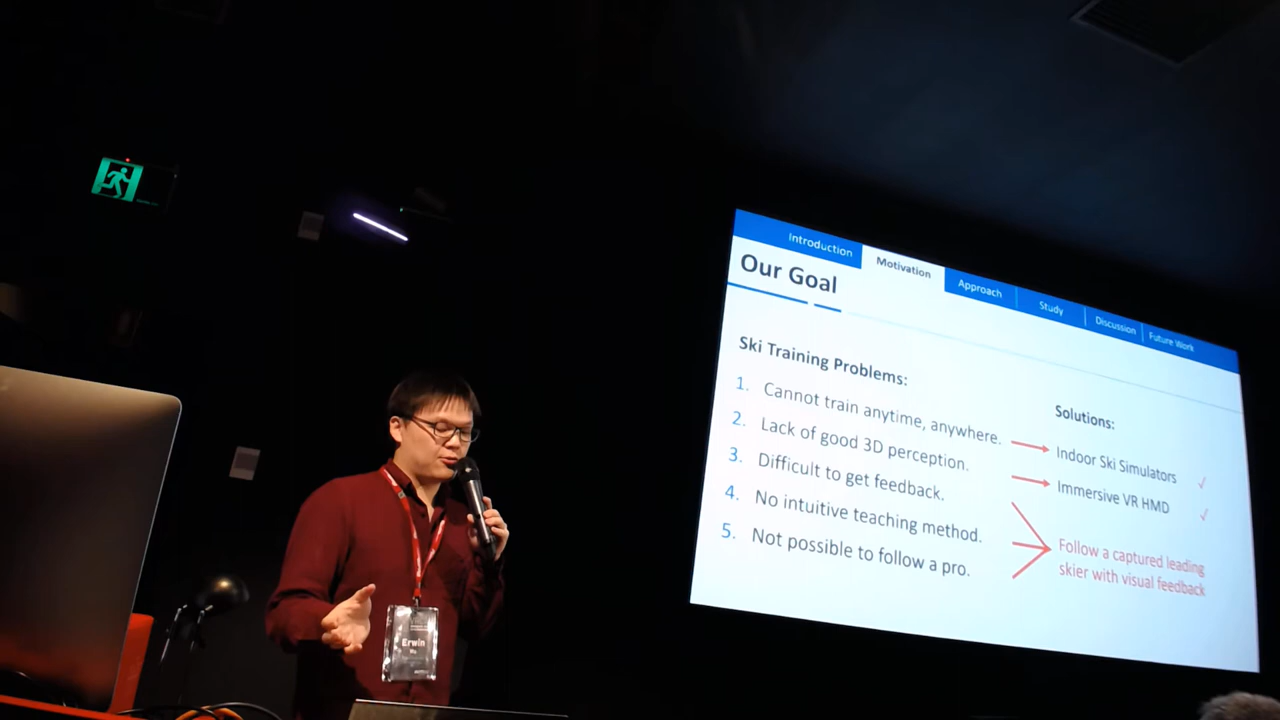 Introduction
Motivation
Approach
Study
Discussion
Future Work
Our Goal
Ski Training Problems:
1. Cannot train anytime, anywhere.
2. Lack of good 3D perception.
3. Difficult to get feedback.
4. No intuitive teaching method.
5. Not possible to follow a pro.
Solutions:
Indoor Ski Simulators ✓
Immersive VR HMD ✓
Follow a captured leading
skier with visual feedback
Erwin